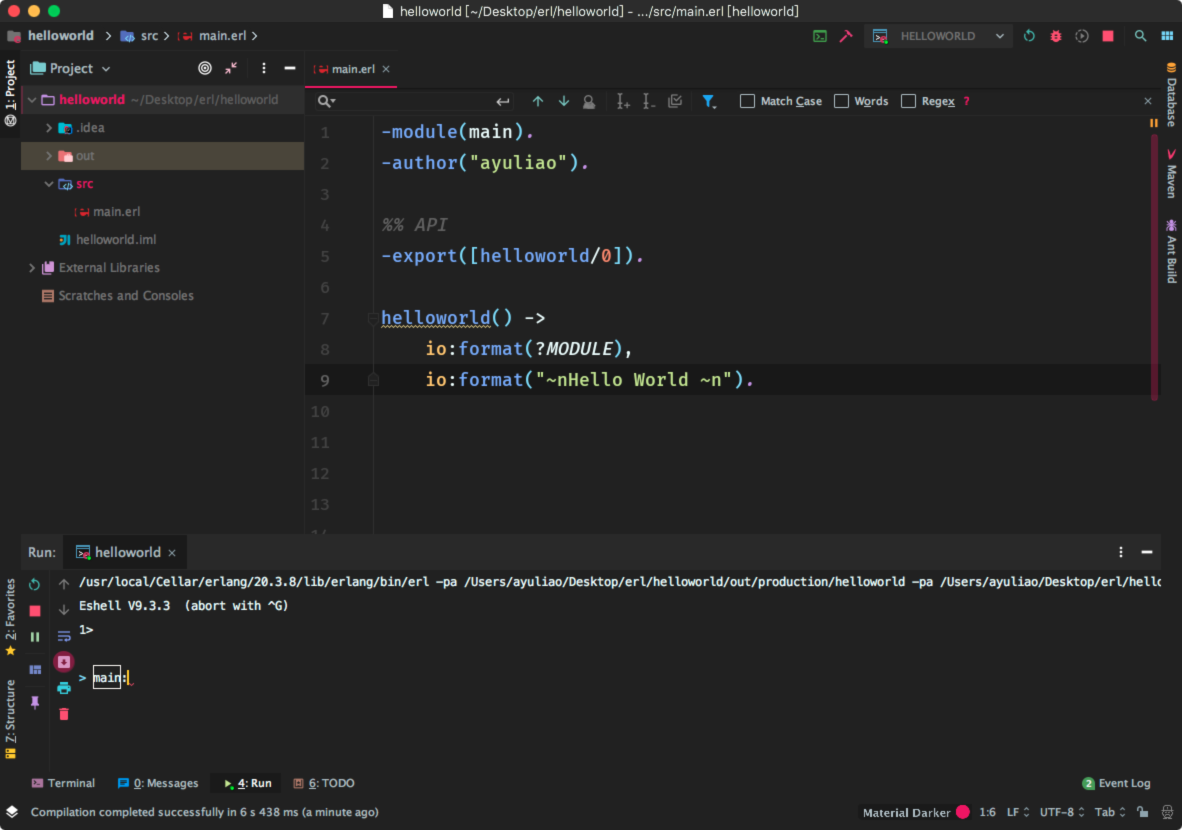 helloworld [~/Desktop/erl/helloworld] - .../src/main.erl [helloworld]
helloworld > src > main.erl >
HELLOWORLD
1: Project
Project
main.erl ×
helloworld ~/Desktop/erl/helloworld
.idea
out
src
main.erl
helloworld.iml
External Libraries
Scratches and Consoles
Match Case
Words
Regex ?
1 -module(main).
2 -author("ayuliao").
3
4 %% API
5 -export([helloworld/0]).
6
7 helloworld() ->
8 io:format(?MODULE),
9 io:format("~nHello World ~n").
10
11
12
13
14
Database
Maven
Ant Build
Run: helloworld ×
/usr/local/Cellar/erlang/20.3.8/lib/erlang/bin/erl -pa /Users/ayuliao/Desktop/erl/helloworld/out/production/helloworld -pa /Users/ayuliao/Desktop/erl/hello
Eshell V9.3.3  (abort with ^G)
1>
> main:
2: Favorites
Z: Structure
Terminal
0: Messages
4: Run
6: TODO
2 Event Log
Compilation completed successfully in 6 s 438 ms (a minute ago)
Material Darker
1:6
LF
UTF-8
Tab